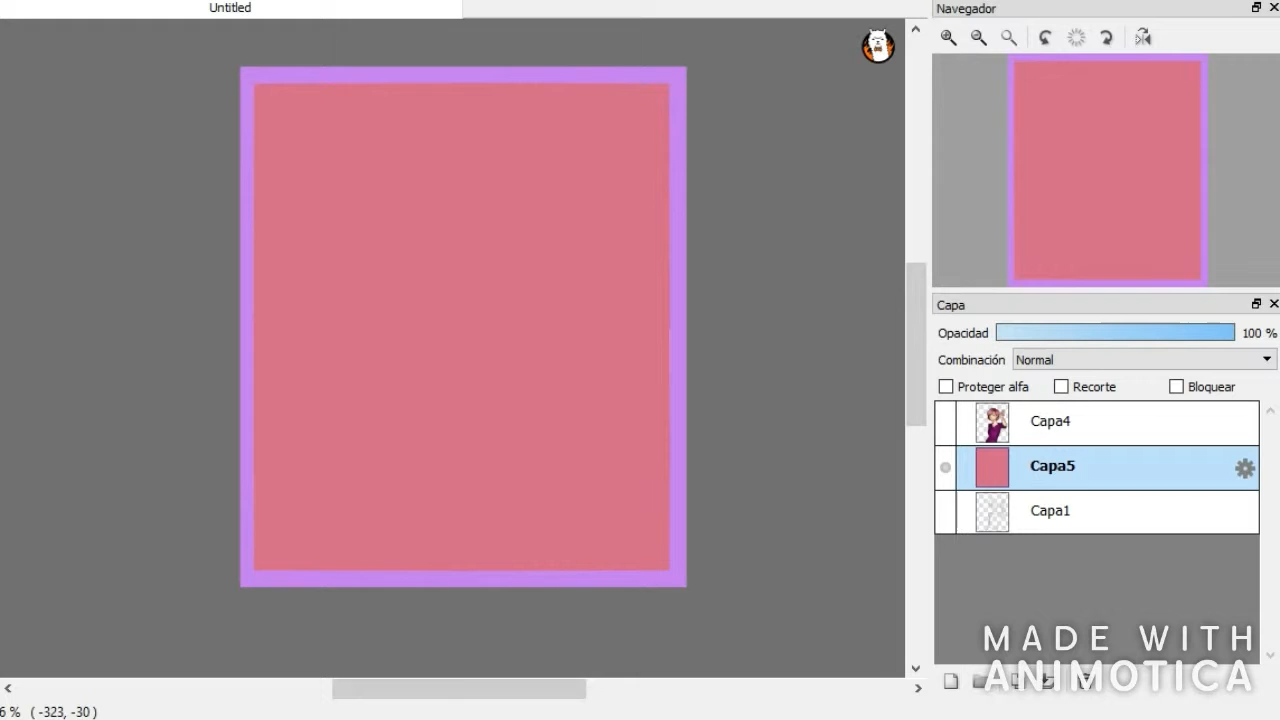 Untitled
Navegador
Capa
Opacidad 100 %
Combinación Normal
Proteger alfa Recorte Bloquear
Capa4
Capa5
Capa1
MADE WITH
ANIMOTICA
6 % ( -323, -30 )